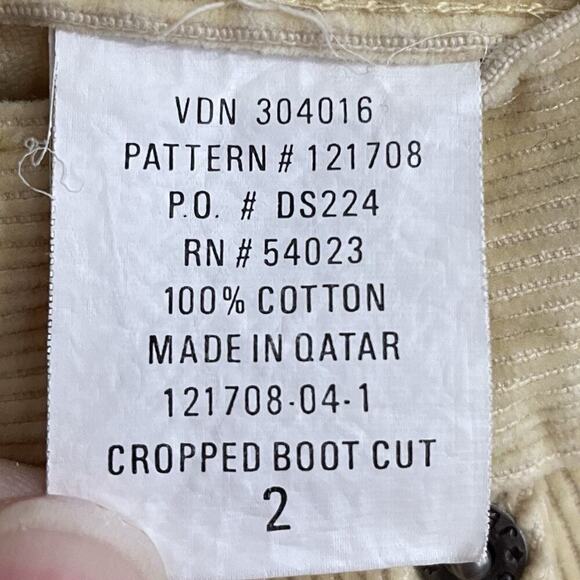 VDN 304016
PATTERN # 121708
P.O. # DS224
RN # 54023
100% COTTON
MADE IN QATAR
121708-04-1
CROPPED BOOT CUT
2